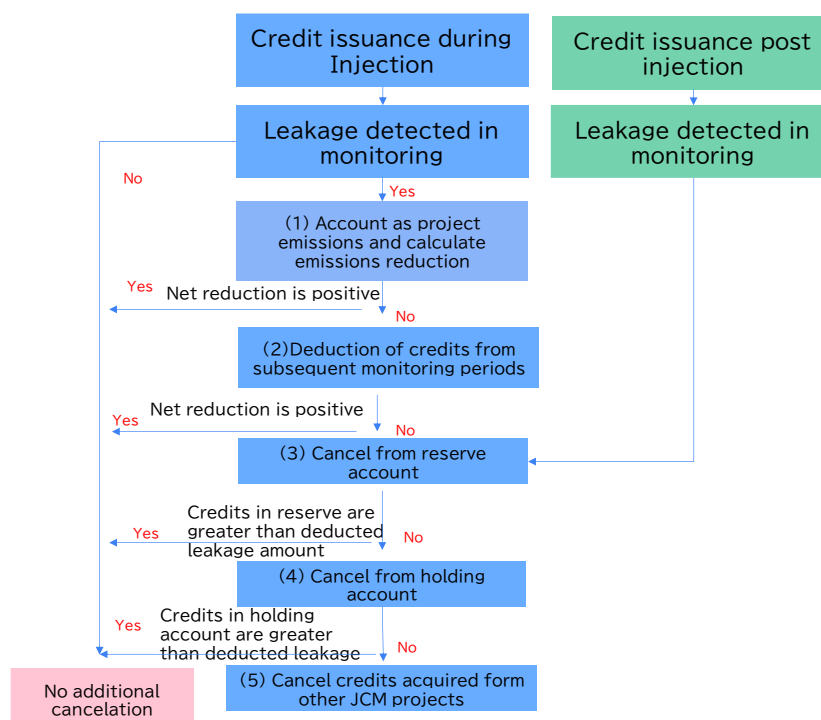 Credit issuance during
Injection
Credit issuance post
injection
Leakage detected in
monitoring
Leakage detected in
monitoring
No
Yes
(1) Account as project
emissions and calculate
emissions reduction
Yes
Net reduction is positive
No
(2)Deduction of credits from
subsequent monitoring periods
Net reduction is positive
Yes
No
(3) Cancel from reserve
account
Credits in reserve are
greater than deducted
leakage amount
Yes
No
(4) Cancel from holding
account
Credits in holding
account are greater
than deducted leakage
Yes
No
(5) Cancel credits acquired form
other JCM projects
No additional
cancelation